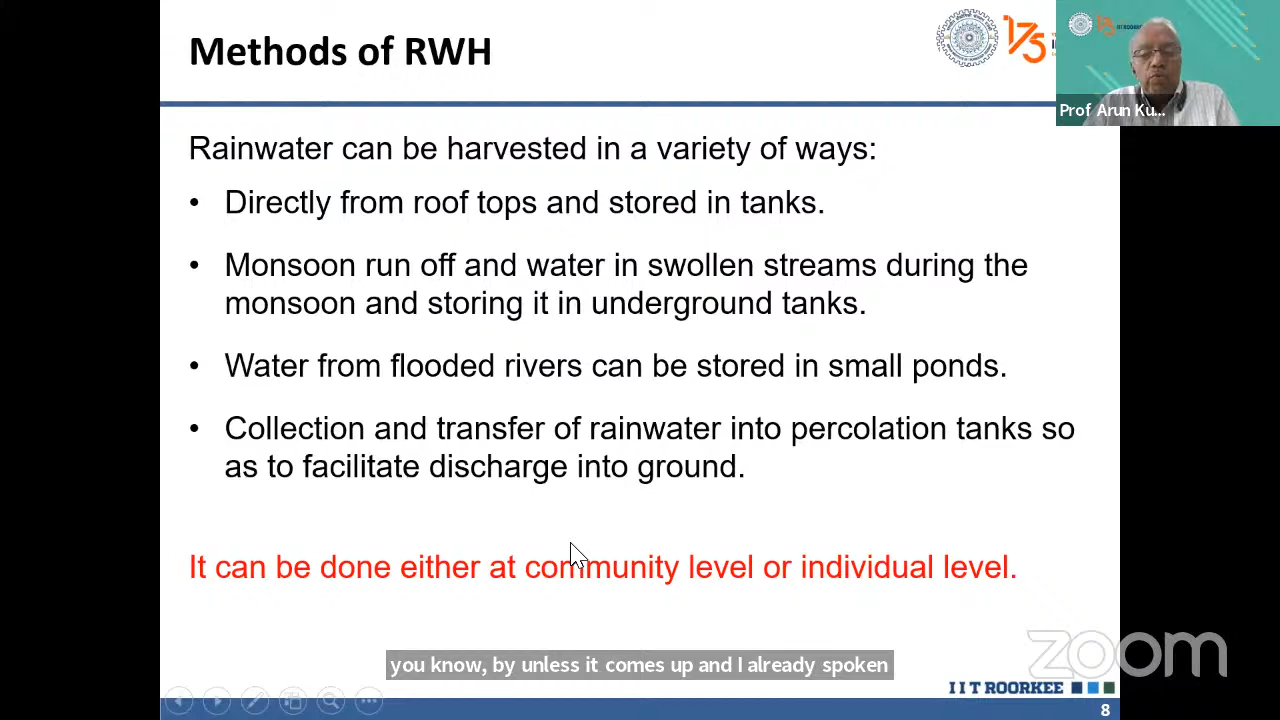 Methods of RWH
175
Prof Arun Ku...
Rainwater can be harvested in a variety of ways:
• Directly from roof tops and stored in tanks.
• Monsoon run off and water in swollen streams during the
monsoon and storing it in underground tanks.
• Water from flooded rivers can be stored in small ponds.
• Collection and transfer of rainwater into percolation tanks so
as to facilitate discharge into ground.
It can be done either at community level or individual level.
zoom
you know, by unless it comes up and I already spoken
I I T ROORKEE
8